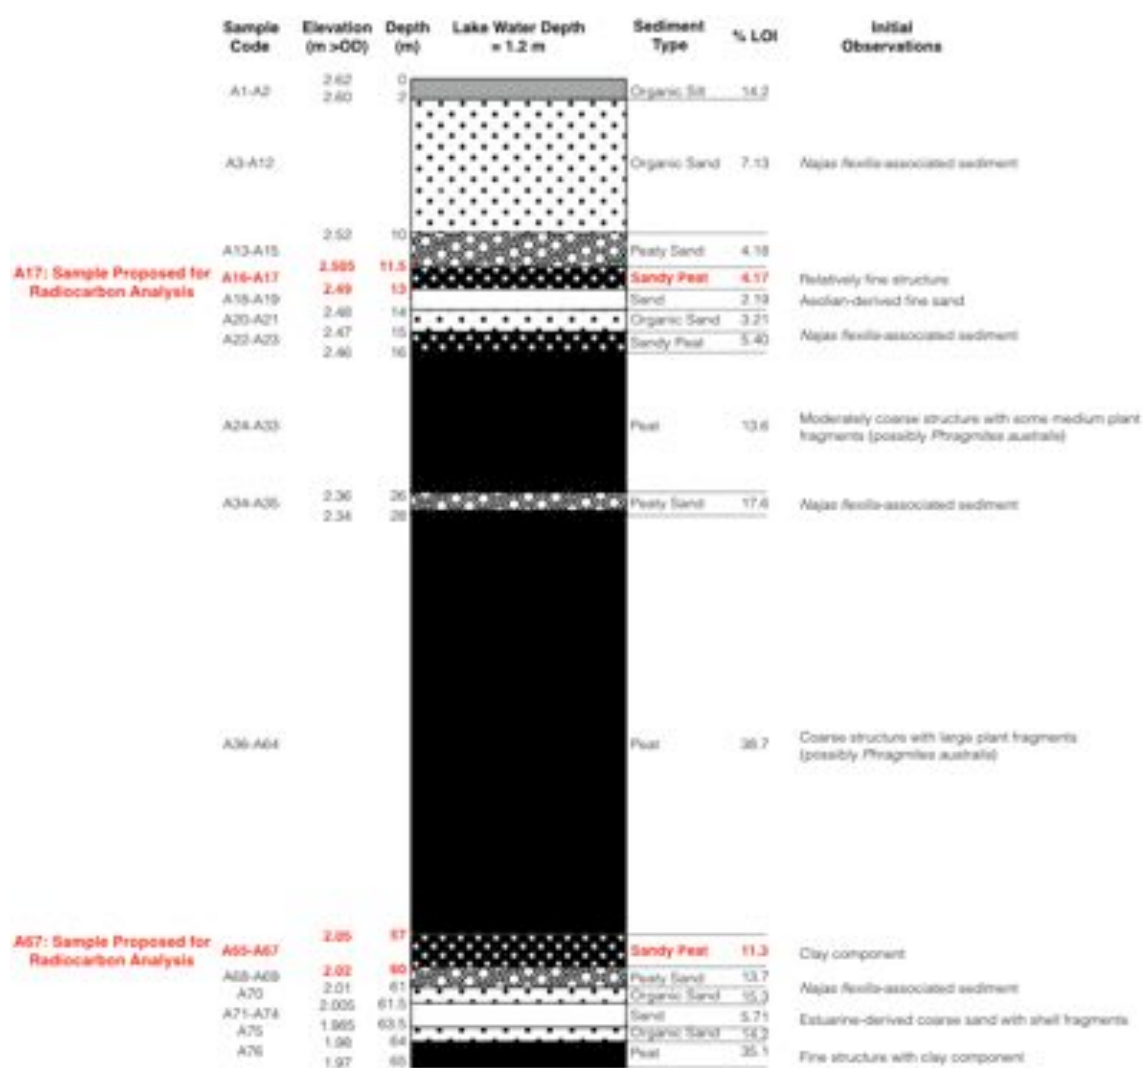 Sample Code Elevation (m >OD) Depth (m) Lake Water Depth = 1.2 m Sediment Type % LOI Initial Observations
2.62 0
A1-A2 Organic Silt 14.2
2.60 2
A3-A12 Organic Sand 7.13 Najas flexilis-associated sediment
2.52 10
A13-A15 Peaty Sand 4.18
2.505 11.5
A17: Sample Proposed for Radiocarbon Analysis A16-A17 Sandy Peat 4.17 Relatively fine structure
2.49 13
A18-A19 Sand 2.19 Aeolian-derived fine sand
2.48 14
A20-A21 Organic Sand 3.21
2.47 15 Najas flexilis-associated sediment
A22-A23 Sandy Peat 5.40
2.46 16
A24-A33 Peat 13.6 Moderately coarse structure with some medium plant
fragments (possibly Phragmites australis)
2.36 26
A34-A35 Peaty Sand 17.6 Najas flexilis-associated sediment
2.34 28
A36-A64 Peat 38.7 Coarse structure with large plant fragments
(possibly Phragmites australis)
2.05 57
A67: Sample Proposed for Radiocarbon Analysis A65-A67 Sandy Peat 11.3 Clay component
2.02 60
A68-A69 Peaty Sand 13.7
2.01 61 Najas flexilis-associated sediment
A70 Organic Sand 15.3
2.005 61.5
A71-A74 Sand 5.71 Estuarine-derived coarse sand with shell fragments
1.985 63.5
A75 Organic Sand 14.2
1.98 64
A76 Peat 35.1 Fine structure with clay component
1.97 65